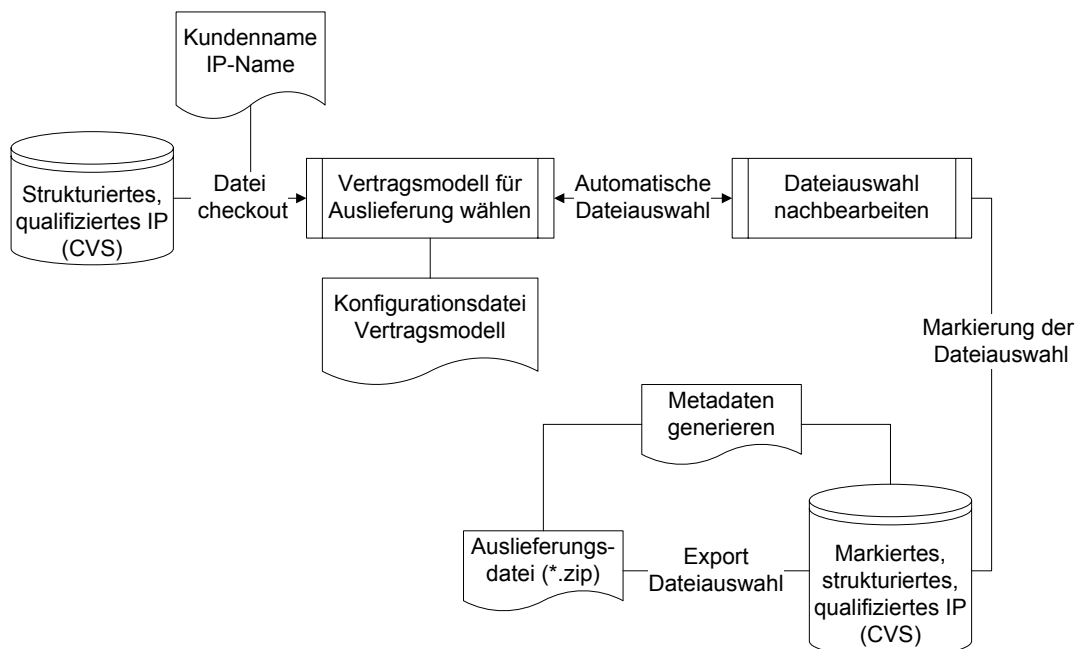 Kundenname
IP-Name
Strukturiertes,
qualifiziertes IP
(CVS)
Datei
checkout
Vertragsmodell für
Auslieferung wählen
Automatische
Dateiauswahl
Dateiauswahl
nachbearbeiten
Konfigurationsdatei
Vertragsmodell
Markierung der
Dateiauswahl
Metadaten
generieren
Auslieferungs-
datei (*.zip)
Export
Dateiauswahl
Markiertes,
strukturiertes,
qualifiziertes IP
(CVS)